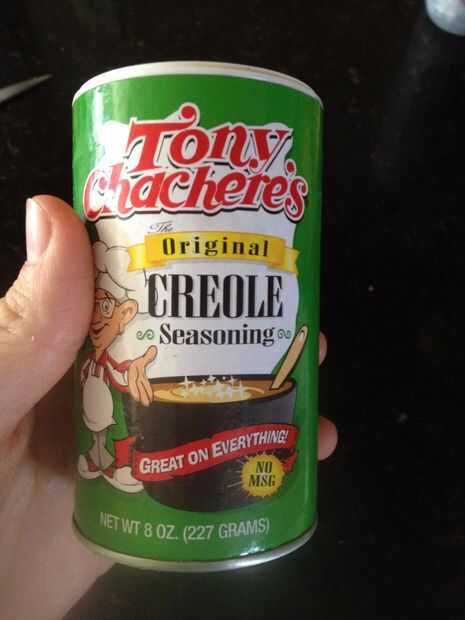 Tony
Chachere's
The
Original
CREOLE
Seasoning
GREAT ON EVERYTHING!
NO
MSG
NET WT 8 OZ. (227 GRAMS)